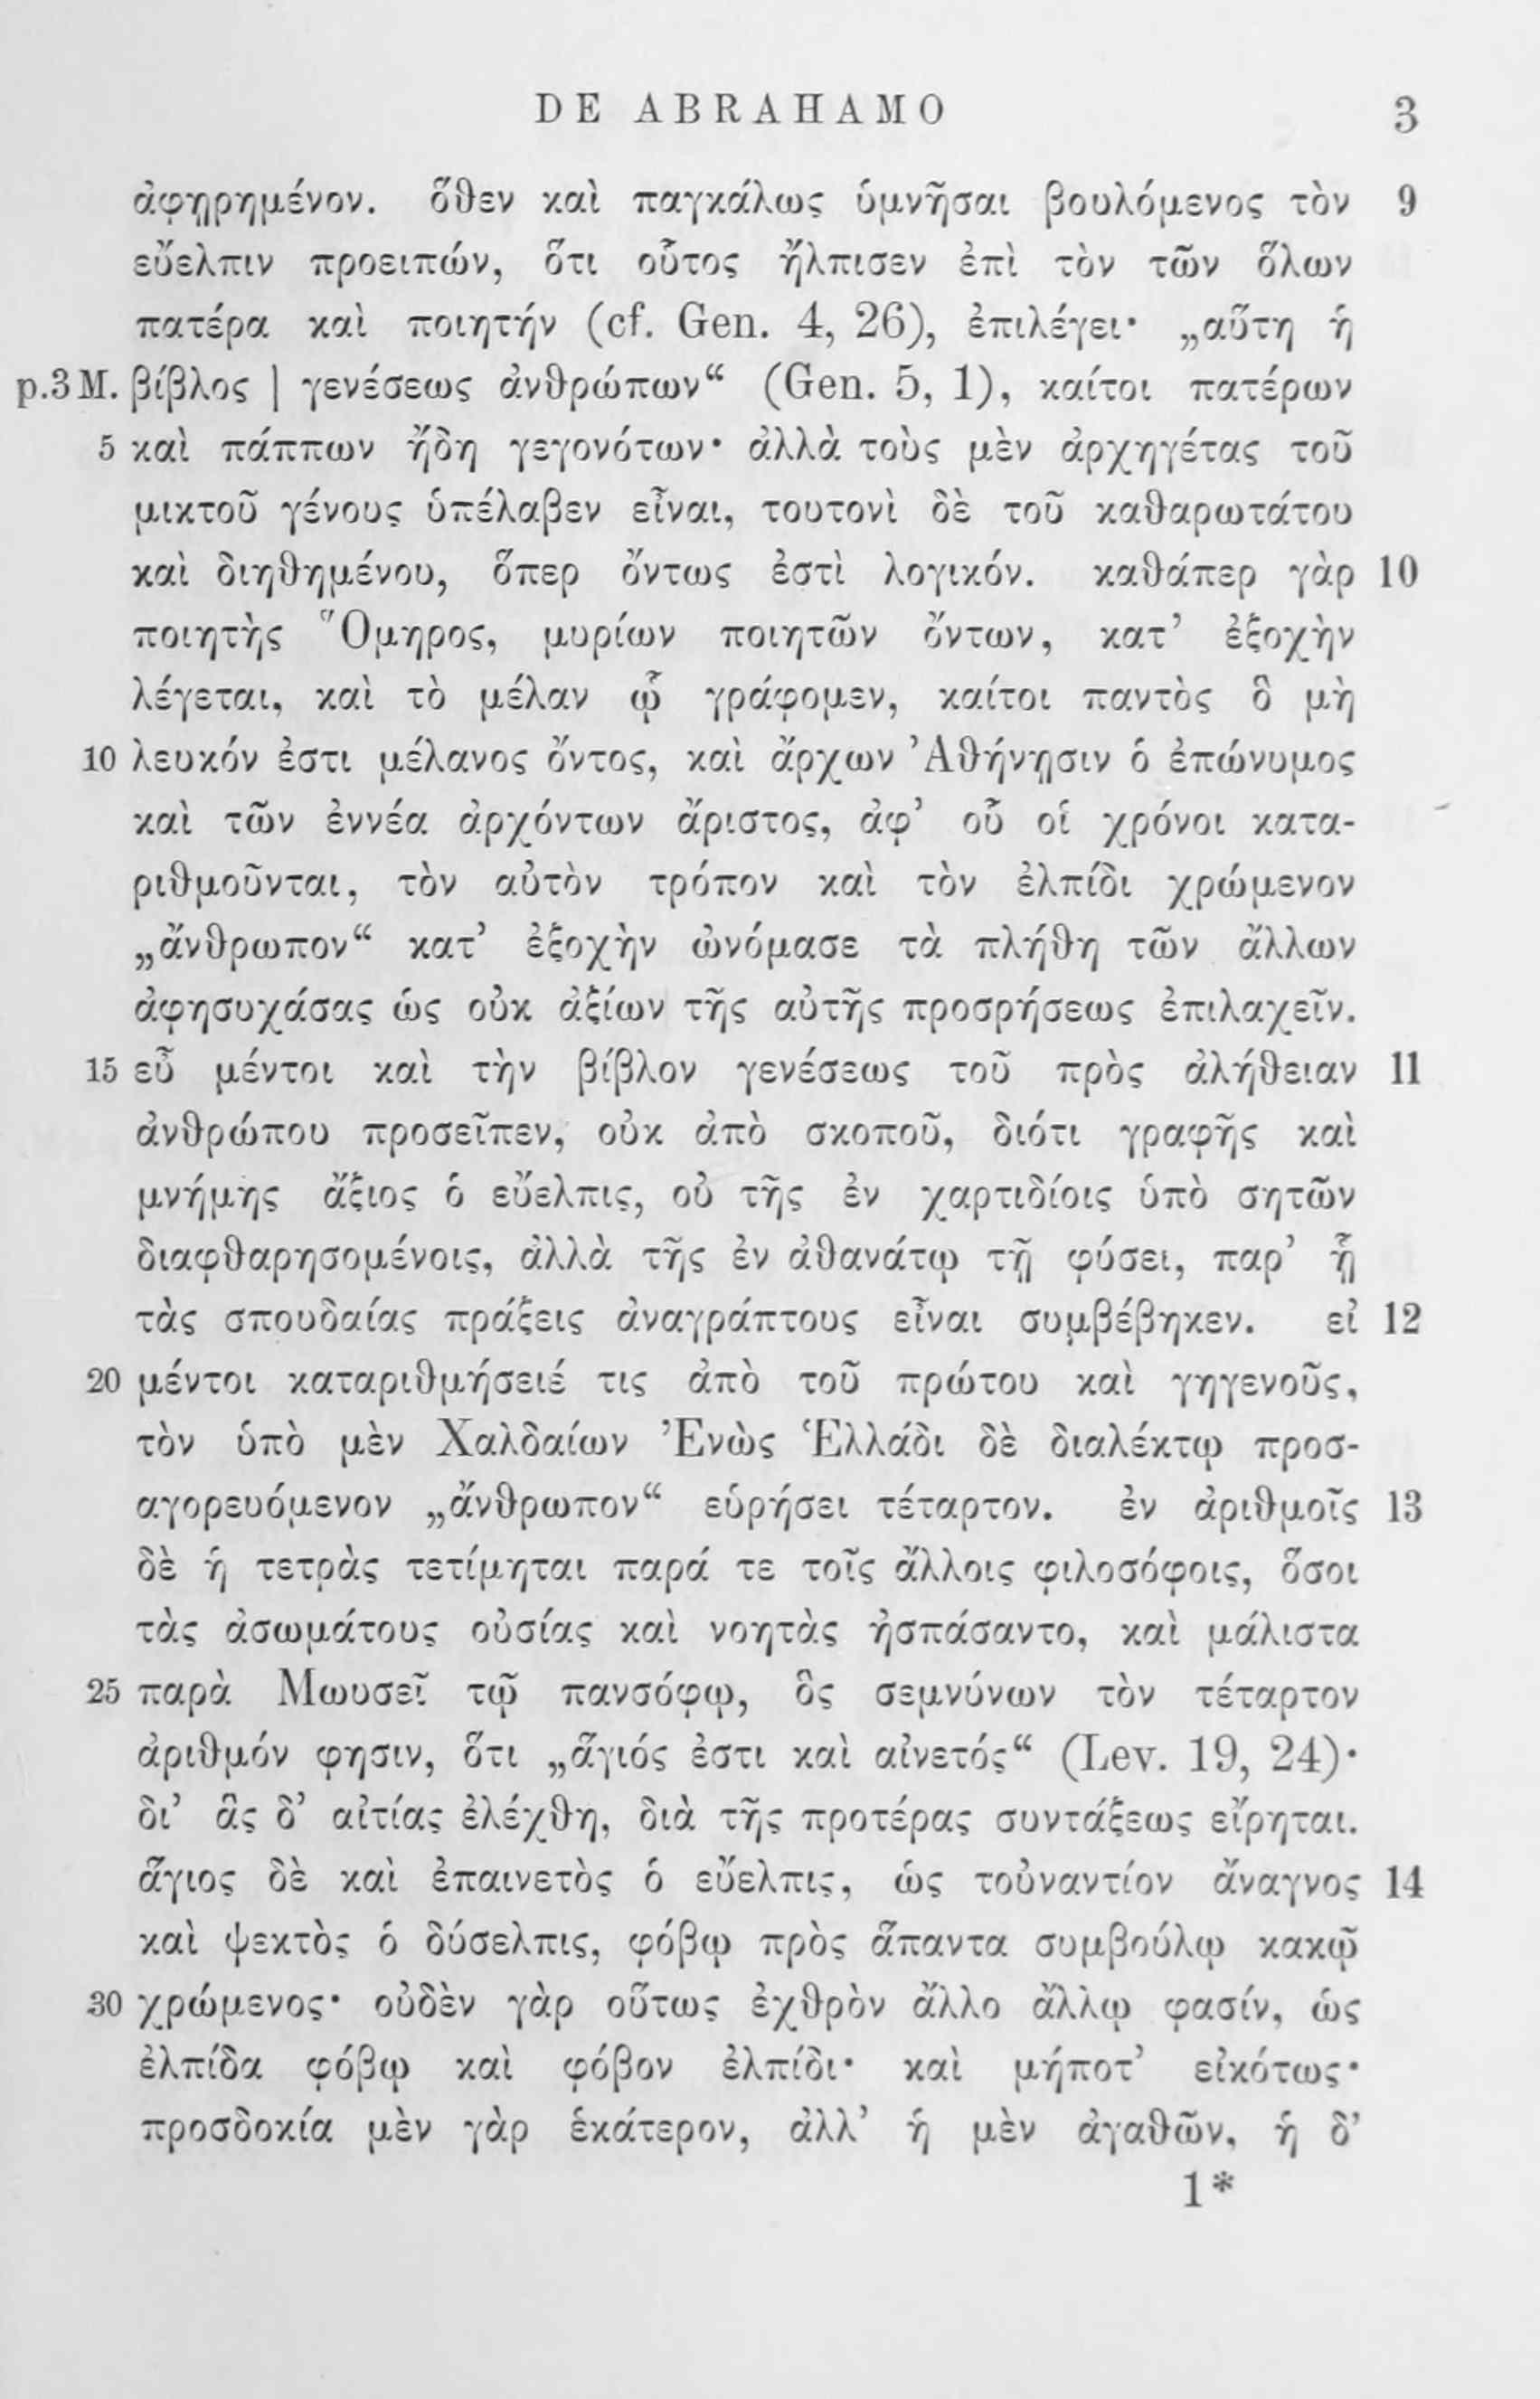 DE ABRAHAMO 3
ἀφῃρημένον. ὅθεν καὶ παγκάλως ὑμνῆσαι βουλόμενος τὸν 9
εὔελπιν προειπών, ὅτι οὗτος ἤλπισεν ἐπὶ τὸν τῶν ὅλων
πατέρα καὶ ποιητήν (cf. Gen. 4, 26), ἐπιλέγει· „αὕτη ἡ
p. 3 M. βίβλος | γενέσεως ἀνθρώπων“ (Gen. 5, 1), καίτοι πατέρων
5 καὶ πάππων ἤδη γεγονότων· ἀλλὰ τοὺς μὲν ἀρχηγέτας τοῦ
μικτοῦ γένους ὑπέλαβεν εἶναι, τουτονὶ δὲ τοῦ καθαρωτάτου
καὶ διηθημένου, ὅπερ ὄντως ἐστὶ λογικόν. καθάπερ γὰρ 10
ποιητὴς Ὅμηρος, μυρίων ποιητῶν ὄντων, κατ’ ἐξοχὴν
λέγεται, καὶ τὸ μέλαν ᾧ γράφομεν, καίτοι παντὸς ὃ μὴ
10 λευκόν ἐστι μέλανος ὄντος, καὶ ἄρχων Ἀθήνῃσιν ὁ ἐπώνυμος
καὶ τῶν ἐννέα ἀρχόντων ἄριστος, ἀφ’ οὗ οἱ χρόνοι κατα-
ριθμοῦνται, τὸν αὐτὸν τρόπον καὶ τὸν ἐλπίδι χρώμενον
„ἄνθρωπον“ κατ’ ἐξοχὴν ὠνόμασε τὰ πλήθη τῶν ἄλλων
ἀφησυχάσας ὡς οὐκ ἀξίων τῆς αὐτῆς προσρήσεως ἐπιλαχεῖν.
15 εὖ μέντοι καὶ τὴν βίβλον γενέσεως τοῦ πρὸς ἀλήθειαν 11
ἀνθρώπου προσεῖπεν, οὐκ ἀπὸ σκοποῦ, διότι γραφῆς καὶ
μνήμης ἄξιος ὁ εὔελπις, οὐ τῆς ἐν χαρτιδίοις ὑπὸ σητῶν
διαφθαρησομένοις, ἀλλὰ τῆς ἐν ἀθανάτῳ τῇ φύσει, παρ’ ᾗ
τὰς σπουδαίας πράξεις ἀναγράπτους εἶναι συμβέβηκεν. εἰ 12
20 μέντοι καταριθμήσειέ τις ἀπὸ τοῦ πρώτου καὶ γηγενοῦς,
τὸν ὑπὸ μὲν Χαλδαίων Ἐνὼς Ἑλλάδι δὲ διαλέκτῳ προσ-
αγορευόμενον „ἄνθρωπον“ εὑρήσει τέταρτον. ἐν ἀριθμοῖς 13
δὲ ἡ τετρὰς τετίμηται παρά τε τοῖς ἄλλοις φιλοσόφοις, ὅσοι
τὰς ἀσωμάτους οὐσίας καὶ νοητὰς ἠσπάσαντο, καὶ μάλιστα
25 παρὰ Μωυσεῖ τῷ πανσόφῳ, ὃς σεμνύνων τὸν τέταρτον
ἀριθμόν φησιν, ὅτι „ἅγιός ἐστι καὶ αἰνετός“ (Lev. 19, 24)·
δι’ ἃς δ’ αἰτίας ἐλέχθη, διὰ τῆς προτέρας συντάξεως εἴρηται.
ἅγιος δὲ καὶ ἐπαινετὸς ὁ εὔελπις, ὡς τοὐναντίον ἄναγνος 14
καὶ ψεκτὸς ὁ δύσελπις, φόβῳ πρὸς ἅπαντα συμβούλῳ κακῷ
30 χρώμενος· οὐδὲν γὰρ οὕτως ἐχθρὸν ἄλλο ἄλλῳ φασίν, ὡς
ἐλπίδα φόβῳ καὶ φόβον ἐλπίδι· καὶ μήποτ’ εἰκότως·
προσδοκία μὲν γὰρ ἑκάτερον, ἀλλ’ ἡ μὲν ἀγαθῶν, ἡ δ’
1*